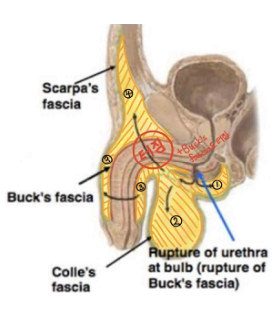 Scarpa's
fascia
④
⑤
Buck's fascia
③
①
②
Colle's
fascia
Rupture of urethra
at bulb (rupture of
Buck's fascia)